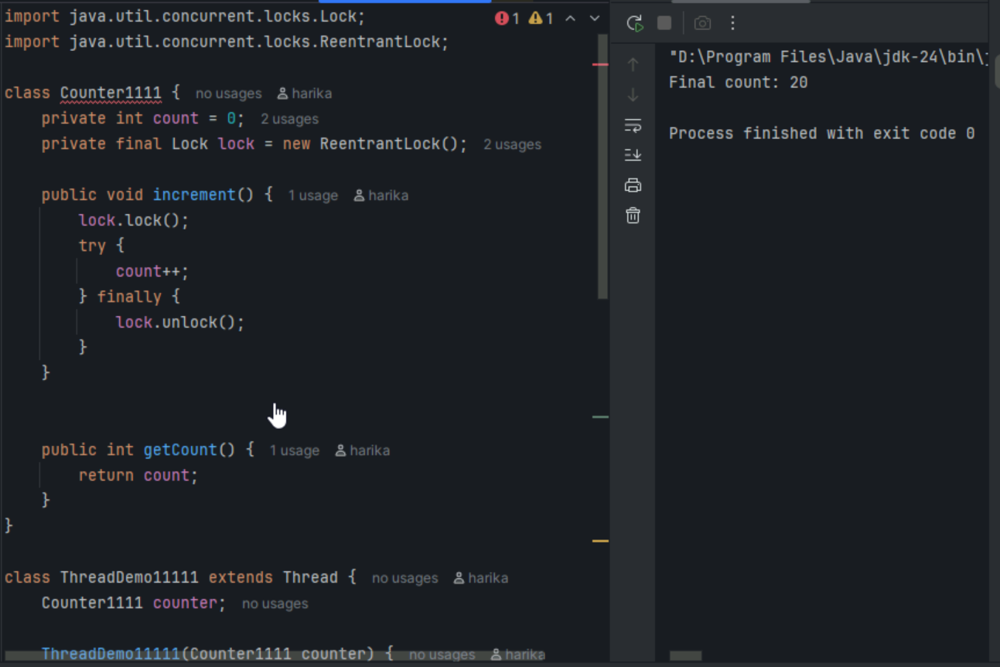 import java.util.concurrent.locks.Lock;
1 1
import java.util.concurrent.locks.ReentrantLock;
class Counter1111 { no usages harika
private int count = 0; 2 usages
private final Lock lock = new ReentrantLock(); 2 usages
public void increment() { 1 usage harika
lock.lock();
try {
count++;
} finally {
lock.unlock();
}
}
public int getCount() { 1 usage harika
return count;
}
}
class ThreadDemo11111 extends Thread { no usages harika
Counter1111 counter; no usages
ThreadDemo11111(Counter1111 counter) { no usages harika
"D:\Program Files\Java\jdk-24\bin\
Final count: 20
Process finished with exit code 0